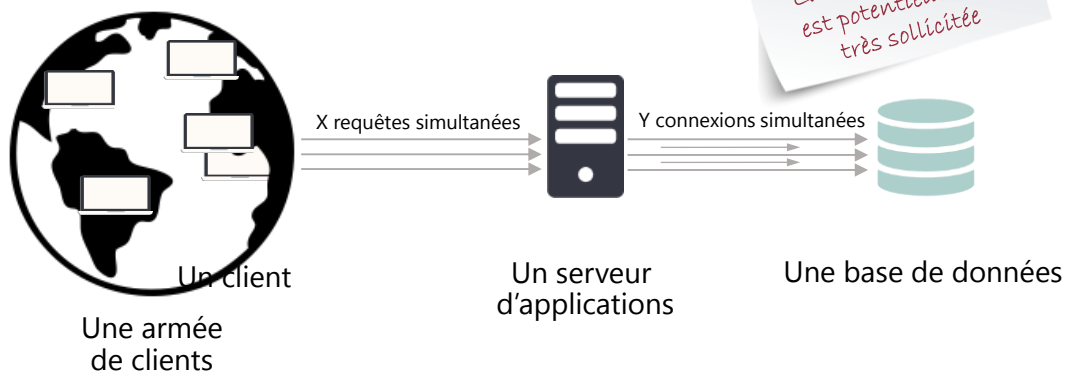 est
très sollicitée
X requêtes simultanées
Y connexions simultanées
Un client
Une armée
de clients
Un serveur
d’applications
Une base de données